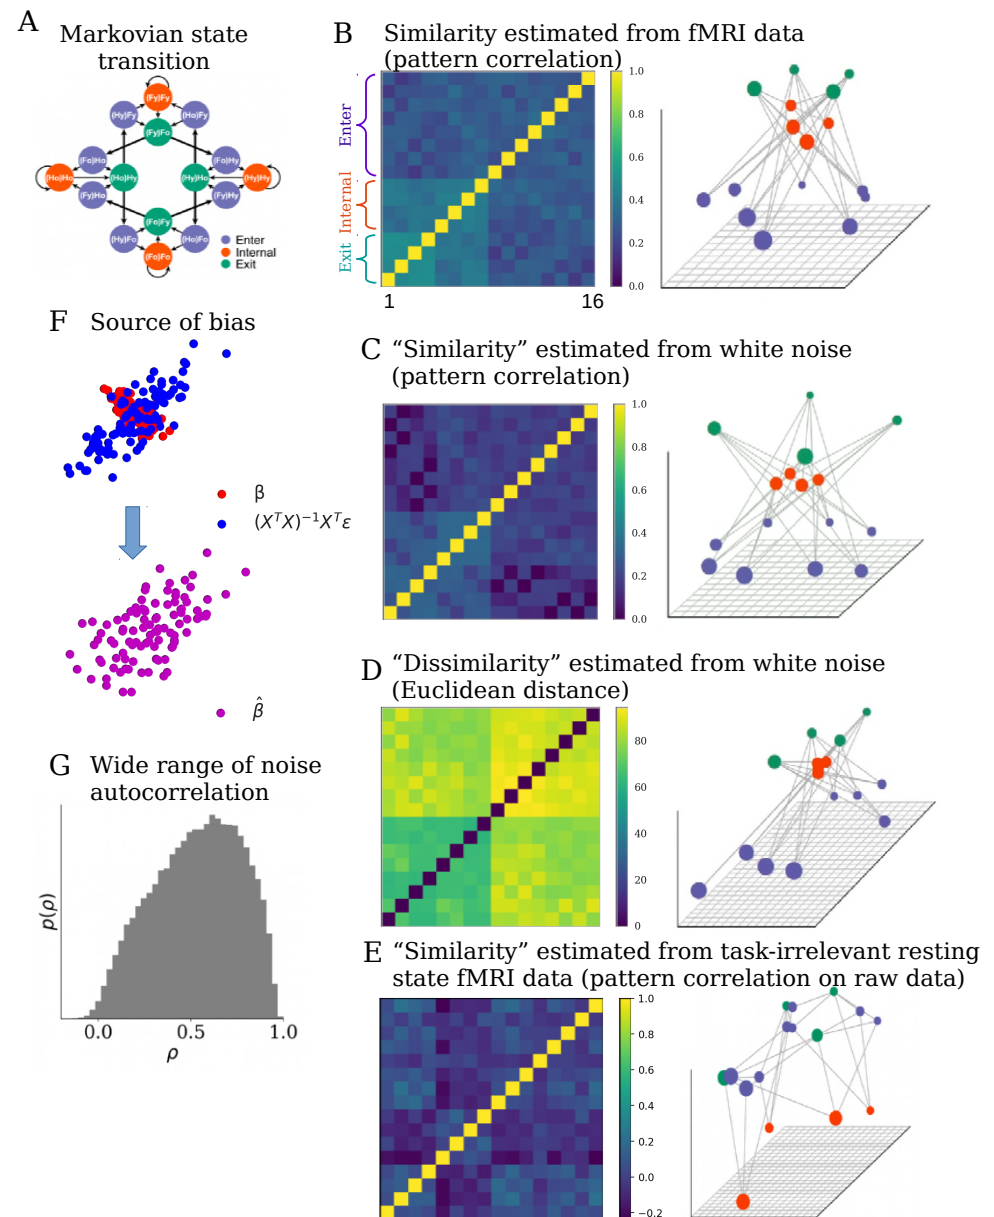 A
Markovian state
transition
(Fy)Fy
(Hy)Fy
(Ho)Fy
(Fy)Fo
(Fo)Ho
(Fo)Hy
(Ho)Ho
(Ho)Hy
(Hy)Ho
(Hy)Hy
(Fy)Ho
(Fy)Hy
(Fo)Fy
(Hy)Fo
(Ho)Fo
(Fo)Fo
Enter
Internal
Exit
B
Similarity estimated from fMRI data
(pattern correlation)
Enter
Internal
Exit
1
16
1.0
0.8
0.6
0.4
0.2
0.0
F
Source of bias
β
(XᵀX)⁻¹Xᵀε
β̂
C
“Similarity” estimated from white noise
(pattern correlation)
1.0
0.8
0.6
0.4
0.2
0.0
D
“Dissimilarity” estimated from white noise
(Euclidean distance)
80
60
40
20
0
G
Wide range of noise
autocorrelation
p(ρ)
0.0
0.5
1.0
ρ
E
“Similarity” estimated from task-irrelevant resting
state fMRI data (pattern correlation on raw data)
1.0
0.8
0.6
0.4
0.2
0.0
−0.2